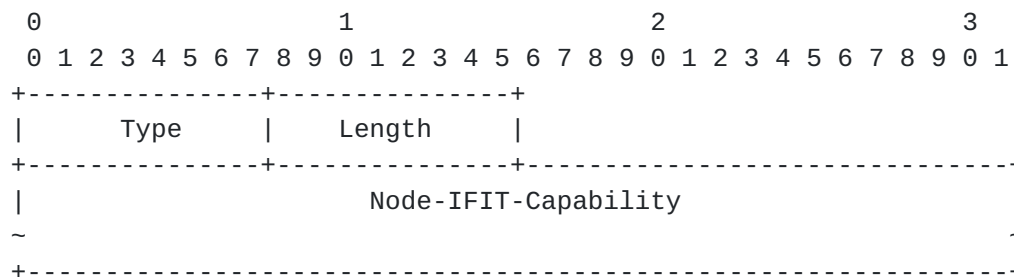 0                   1                   2                   3
 0 1 2 3 4 5 6 7 8 9 0 1 2 3 4 5 6 7 8 9 0 1 2 3 4 5 6 7 8 9 0 1
+---------------+---------------+
|      Type     |    Length     |
+---------------+---------------+-------------------------------+
|                      Node-IFIT-Capability
~                                                               ~
+---------------------------------------------------------------+